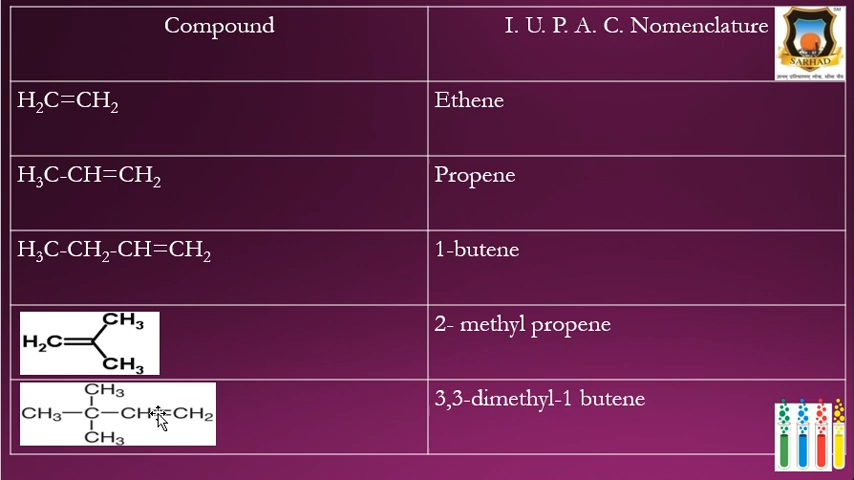 Compound
I. U. P. A. C. Nomenclature
SARHAD
H₂C=CH₂
Ethene
H₃C-CH=CH₂
Propene
H₃C-CH₂-CH=CH₂
1-butene
CH₃
H₂C
CH₃
2- methyl propene
CH₃
CH₃—C—CH=CH₂
CH₃
3,3-dimethyl-1 butene